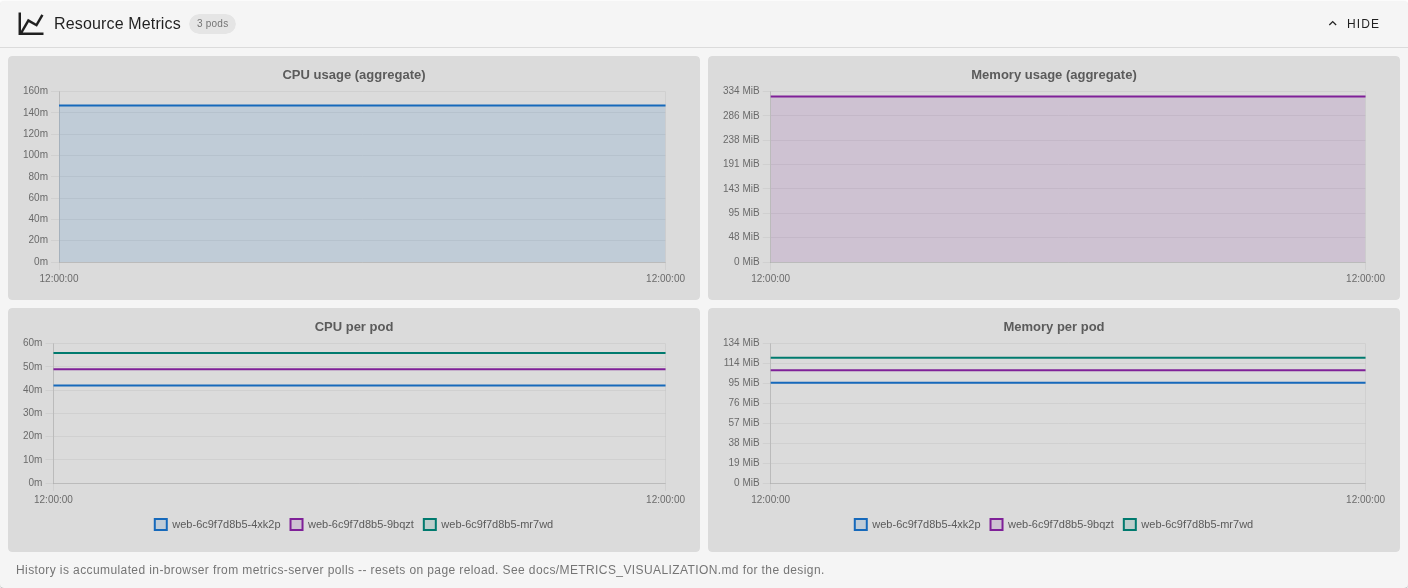 Resource Metrics
3 pods
HIDE
CPU usage (aggregate)
160m
140m
120m
100m
80m
60m
40m
20m
0m
12:00:00
12:00:00
Memory usage (aggregate)
334 MiB
286 MiB
238 MiB
191 MiB
143 MiB
95 MiB
48 MiB
0 MiB
12:00:00
12:00:00
CPU per pod
60m
50m
40m
30m
20m
10m
0m
12:00:00
12:00:00
web-6c9f7d8b5-4xk2p
web-6c9f7d8b5-9bqzt
web-6c9f7d8b5-mr7wd
Memory per pod
134 MiB
114 MiB
95 MiB
76 MiB
57 MiB
38 MiB
19 MiB
0 MiB
12:00:00
12:00:00
web-6c9f7d8b5-4xk2p
web-6c9f7d8b5-9bqzt
web-6c9f7d8b5-mr7wd
History is accumulated in-browser from metrics-server polls -- resets on page reload. See docs/METRICS_VISUALIZATION.md for the design.